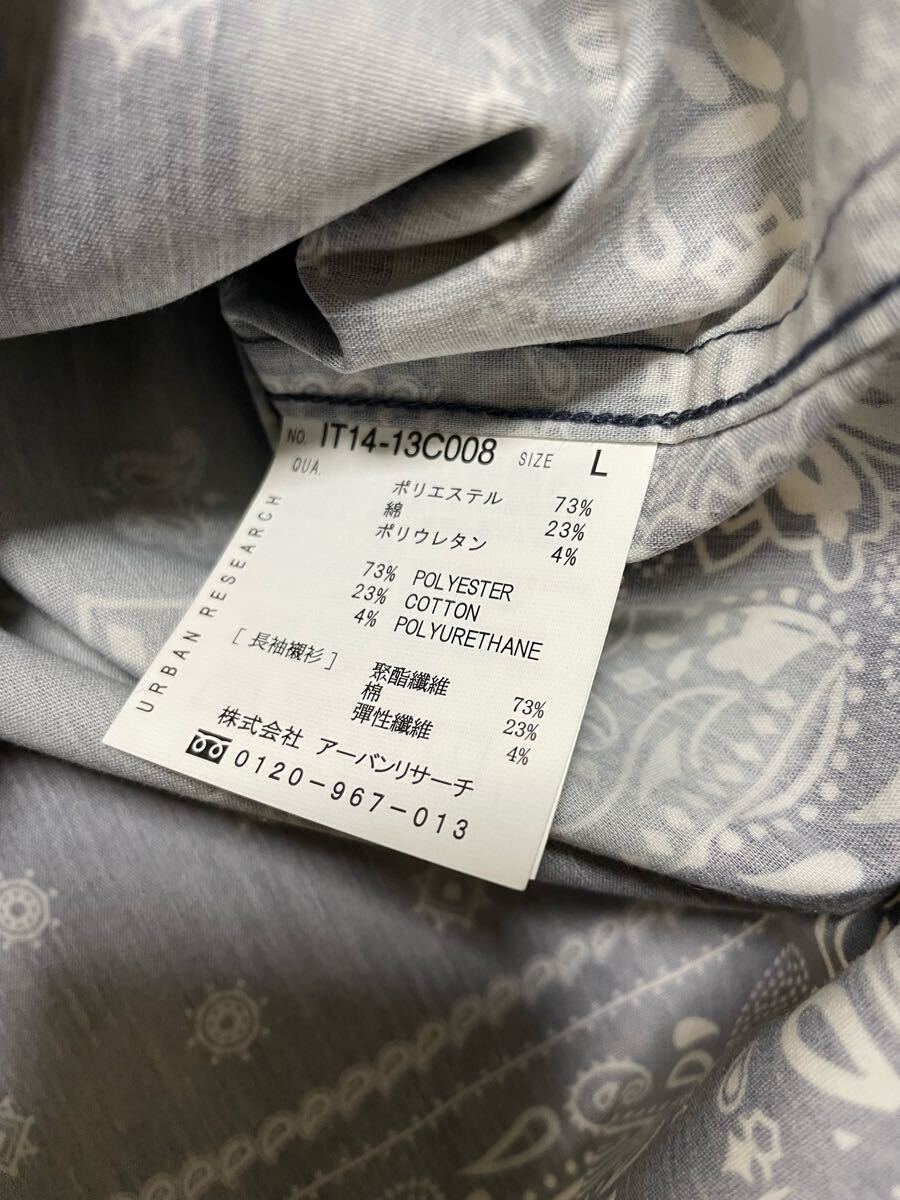 NO. IT14-13C008 SIZE L
QUA.
ポリエステル 73%
綿 23%
ポリウレタン 4%
73% POLYESTER
23% COTTON
4% POLYURETHANE
[長袖襯衫]
聚酯纖維 73%
棉 23%
彈性纖維 4%
URBAN RESEARCH
株式会社 アーバンリサーチ
0120-967-013